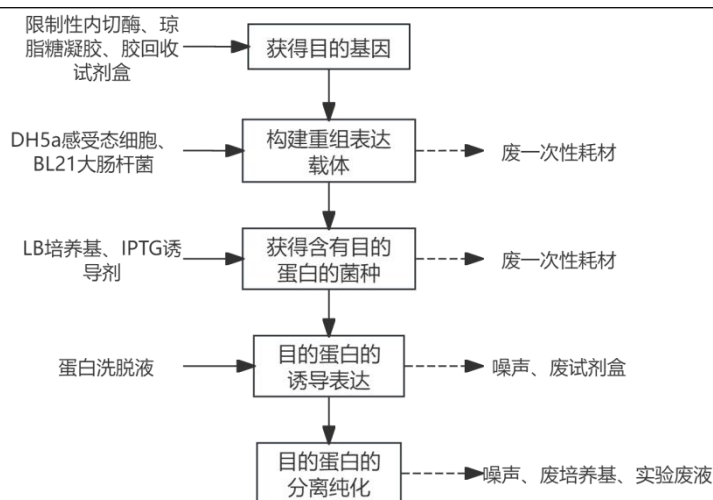 限制性内切酶、琼
脂糖凝胶、胶回收
试剂盒
获得目的基因
DH5a感受态细胞、
BL21大肠杆菌
构建重组表达
载体
废一次性耗材
LB培养基、IPTG诱
导剂
获得含有目的
蛋白的菌种
废一次性耗材
蛋白洗脱液
目的蛋白的
诱导表达
噪声、废试剂盒
目的蛋白的
分离纯化
噪声、废培养基、实验废液